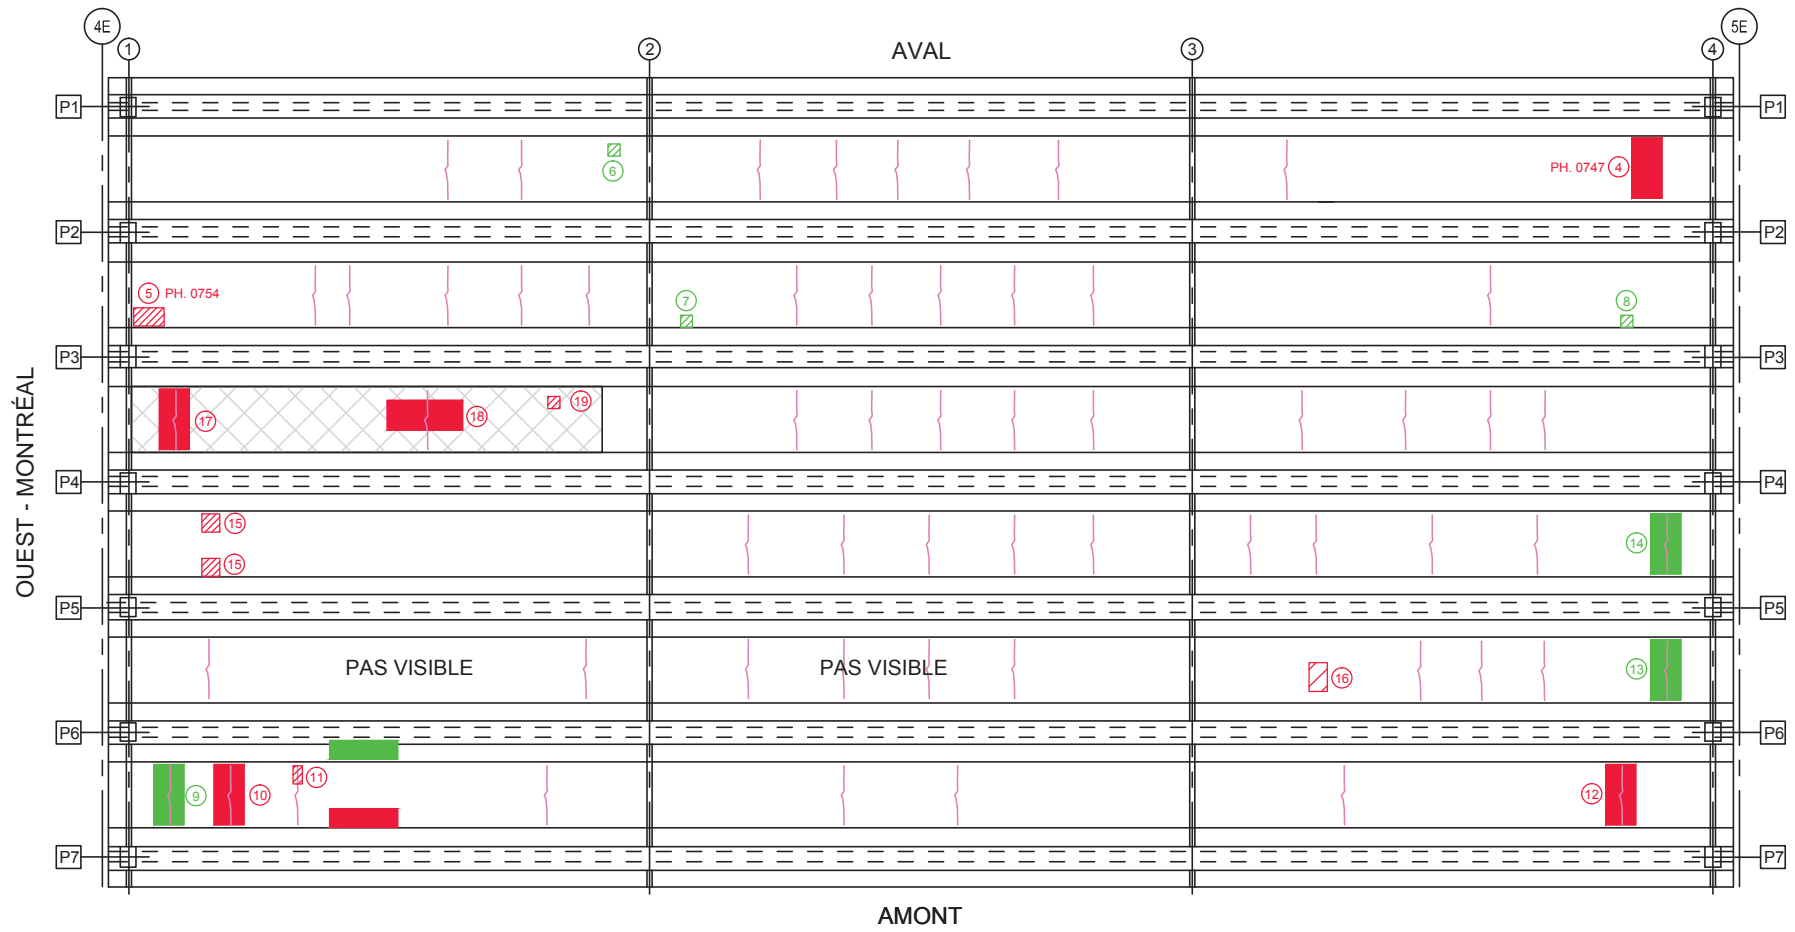 4E
5E
1
2
3
4
AVAL
P1
P1
6
PH. 0747
4
P2
P2
5
PH. 0754
7
8
P3
P3
17
18
19
OUEST - MONTRÉAL
P4
P4
15
15
14
P5
P5
PAS VISIBLE
PAS VISIBLE
16
13
P6
P6
9
10
11
12
P7
P7
AMONT